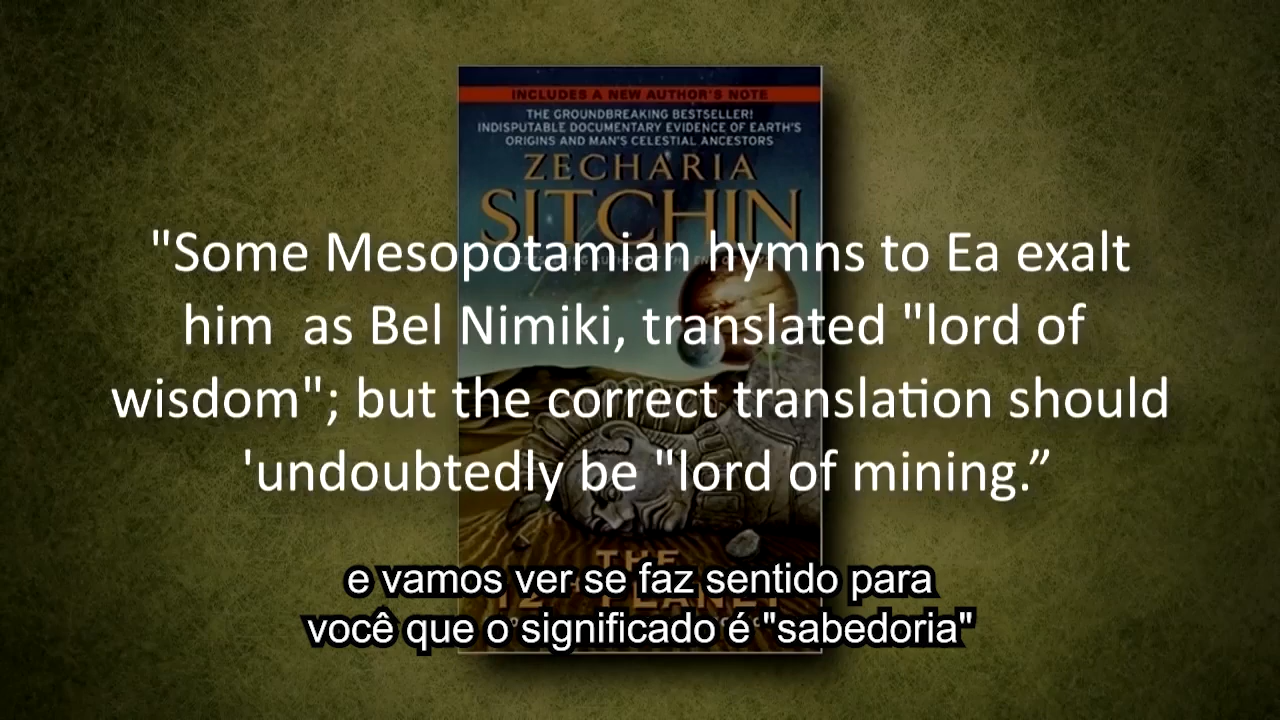 INCLUDES A NEW AUTHOR'S NOTE
THE GROUNDBREAKING BESTSELLER!
INDISPUTABLE DOCUMENTARY EVIDENCE OF EARTH'S
ORIGINS AND MAN'S CELESTIAL ANCESTORS
ZECHARIA
SITCHIN
"Some Mesopotamian hymns to Ea exalt
him as Bel Nimiki, translated "lord of
wisdom"; but the correct translation should
'undoubtedly be "lord of mining.”
THE
e vamos ver se faz sentido para
você que o significado é "sabedoria"